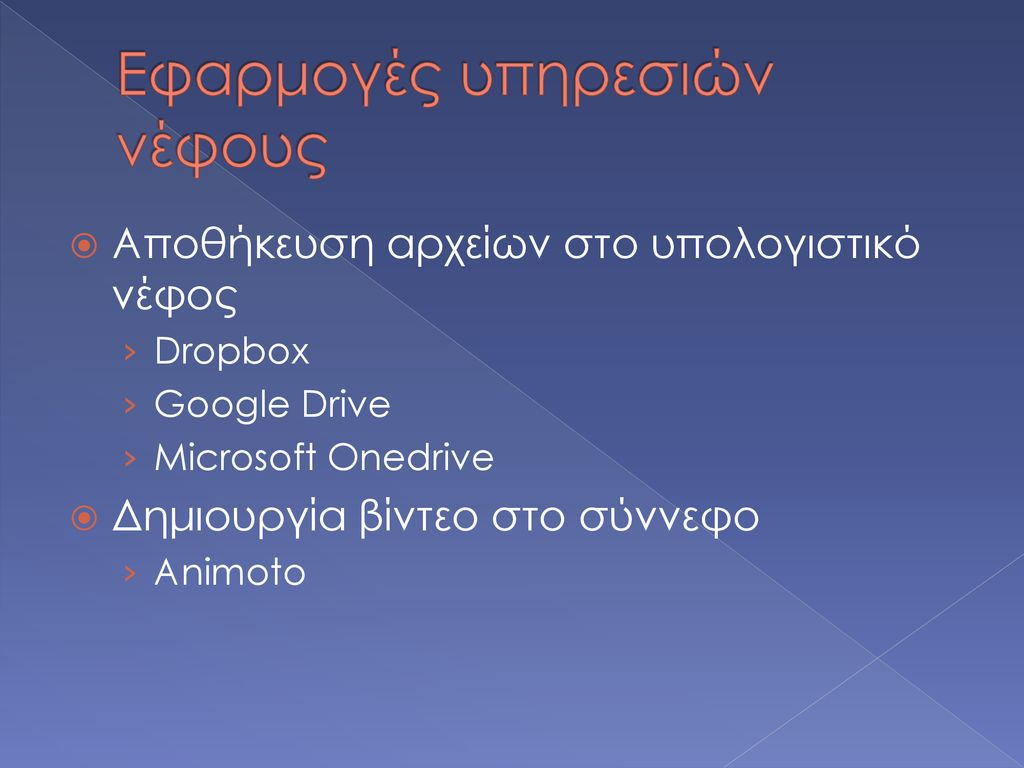 Εφαρμογές υπηρεσιών
νέφους
Αποθήκευση αρχείων στο υπολογιστικό
νέφος
Dropbox
Google Drive
Microsoft Onedrive
Δημιουργία βίντεο στο σύννεφο
Animoto